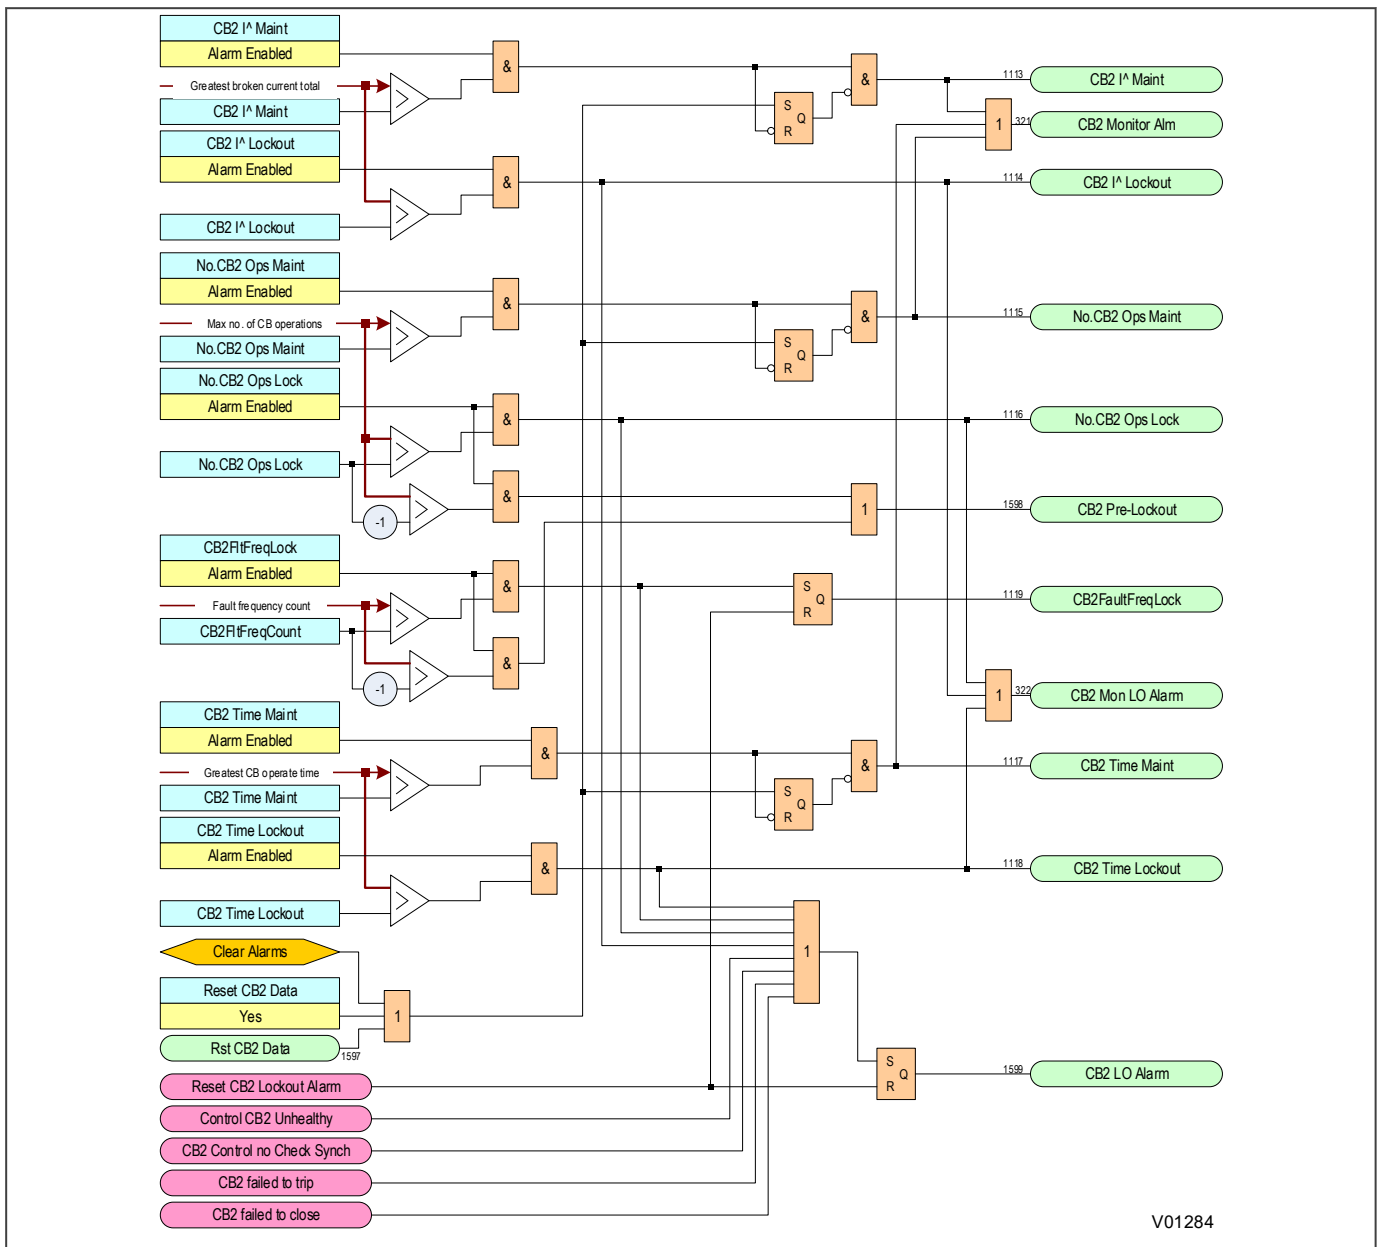 CB2 I^ Maint
Alarm Enabled
&
&
Greatest broken current total
>
S
Q
R
1113
CB2 I^ Maint
CB2 I^ Maint
1
321
CB2 Monitor Alm
CB2 I^ Lockout
Alarm Enabled
&
1114
CB2 I^ Lockout
>
CB2 I^ Lockout
No.CB2 Ops Maint
Alarm Enabled
&
&
Max no. of CB operations
>
1115
No.CB2 Ops Maint
No.CB2 Ops Maint
S
Q
R
No.CB2 Ops Lock
Alarm Enabled
&
1116
No.CB2 Ops Lock
>
No.CB2 Ops Lock
&
>
-1
1
1598
CB2 Pre-Lockout
CB2FltFreqLock
Alarm Enabled
&
S
Q
R
1119
CB2FaultFreqLock
Fault frequency count
>
CB2FltFreqCount
&
>
-1
1
322
CB2 Mon LO Alarm
CB2 Time Maint
Alarm Enabled
&
&
1117
CB2 Time Maint
Greatest CB operate time
>
CB2 Time Maint
S
Q
R
CB2 Time Lockout
Alarm Enabled
&
1118
CB2 Time Lockout
>
CB2 Time Lockout
Clear Alarms
1
Reset CB2 Data
Yes
1
Rst CB2 Data
1597
S
Q
R
1599
CB2 LO Alarm
Reset CB2 Lockout Alarm
Control CB2 Unhealthy
CB2 Control no Check Synch
CB2 failed to trip
CB2 failed to close
V01284